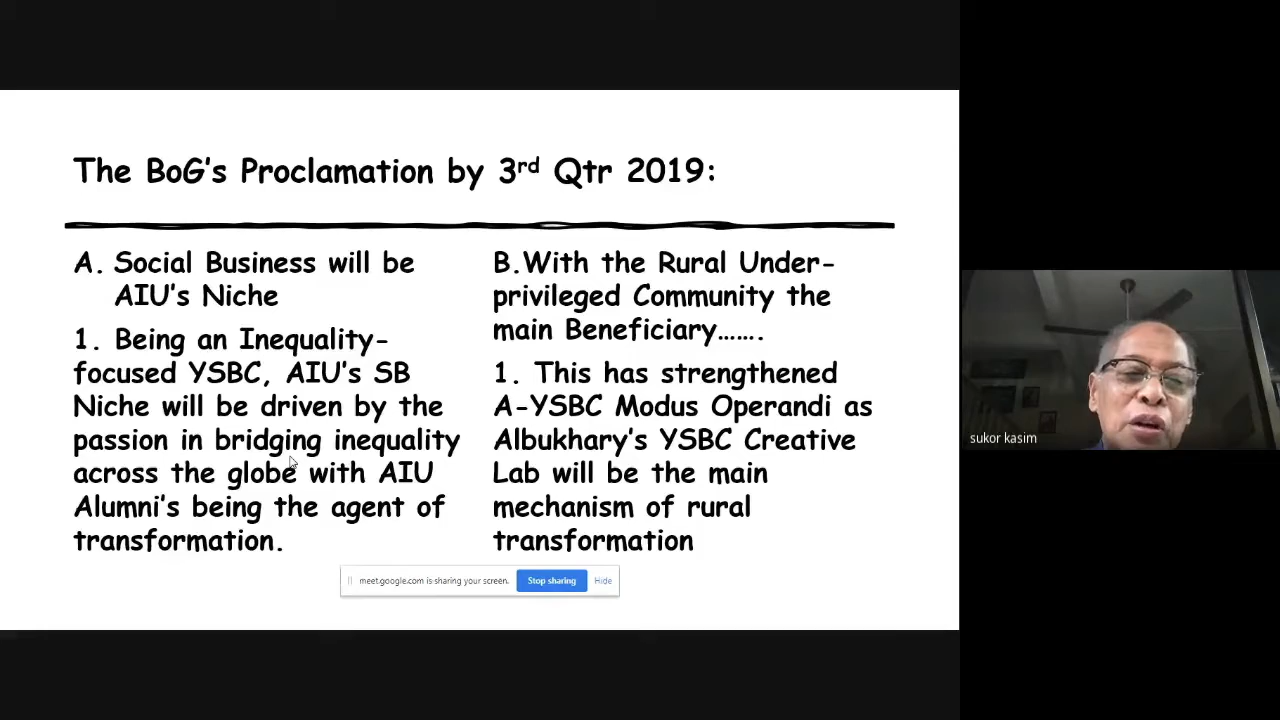 The BoG's Proclamation by 3rd Qtr 2019:
A. Social Business will be
AIU's Niche
1. Being an Inequality-
focused YSBC, AIU's SB
Niche will be driven by the
passion in bridging inequality
across the globe with AIU
Alumni's being the agent of
transformation.
B.With the Rural Under-
privileged Community the
main Beneficiary…….
1. This has strengthened
A-YSBC Modus Operandi as
Albukhary's YSBC Creative
Lab will be the main
mechanism of rural
transformation
meet.google.com is sharing your screen. Stop sharing Hide
sukor kasim